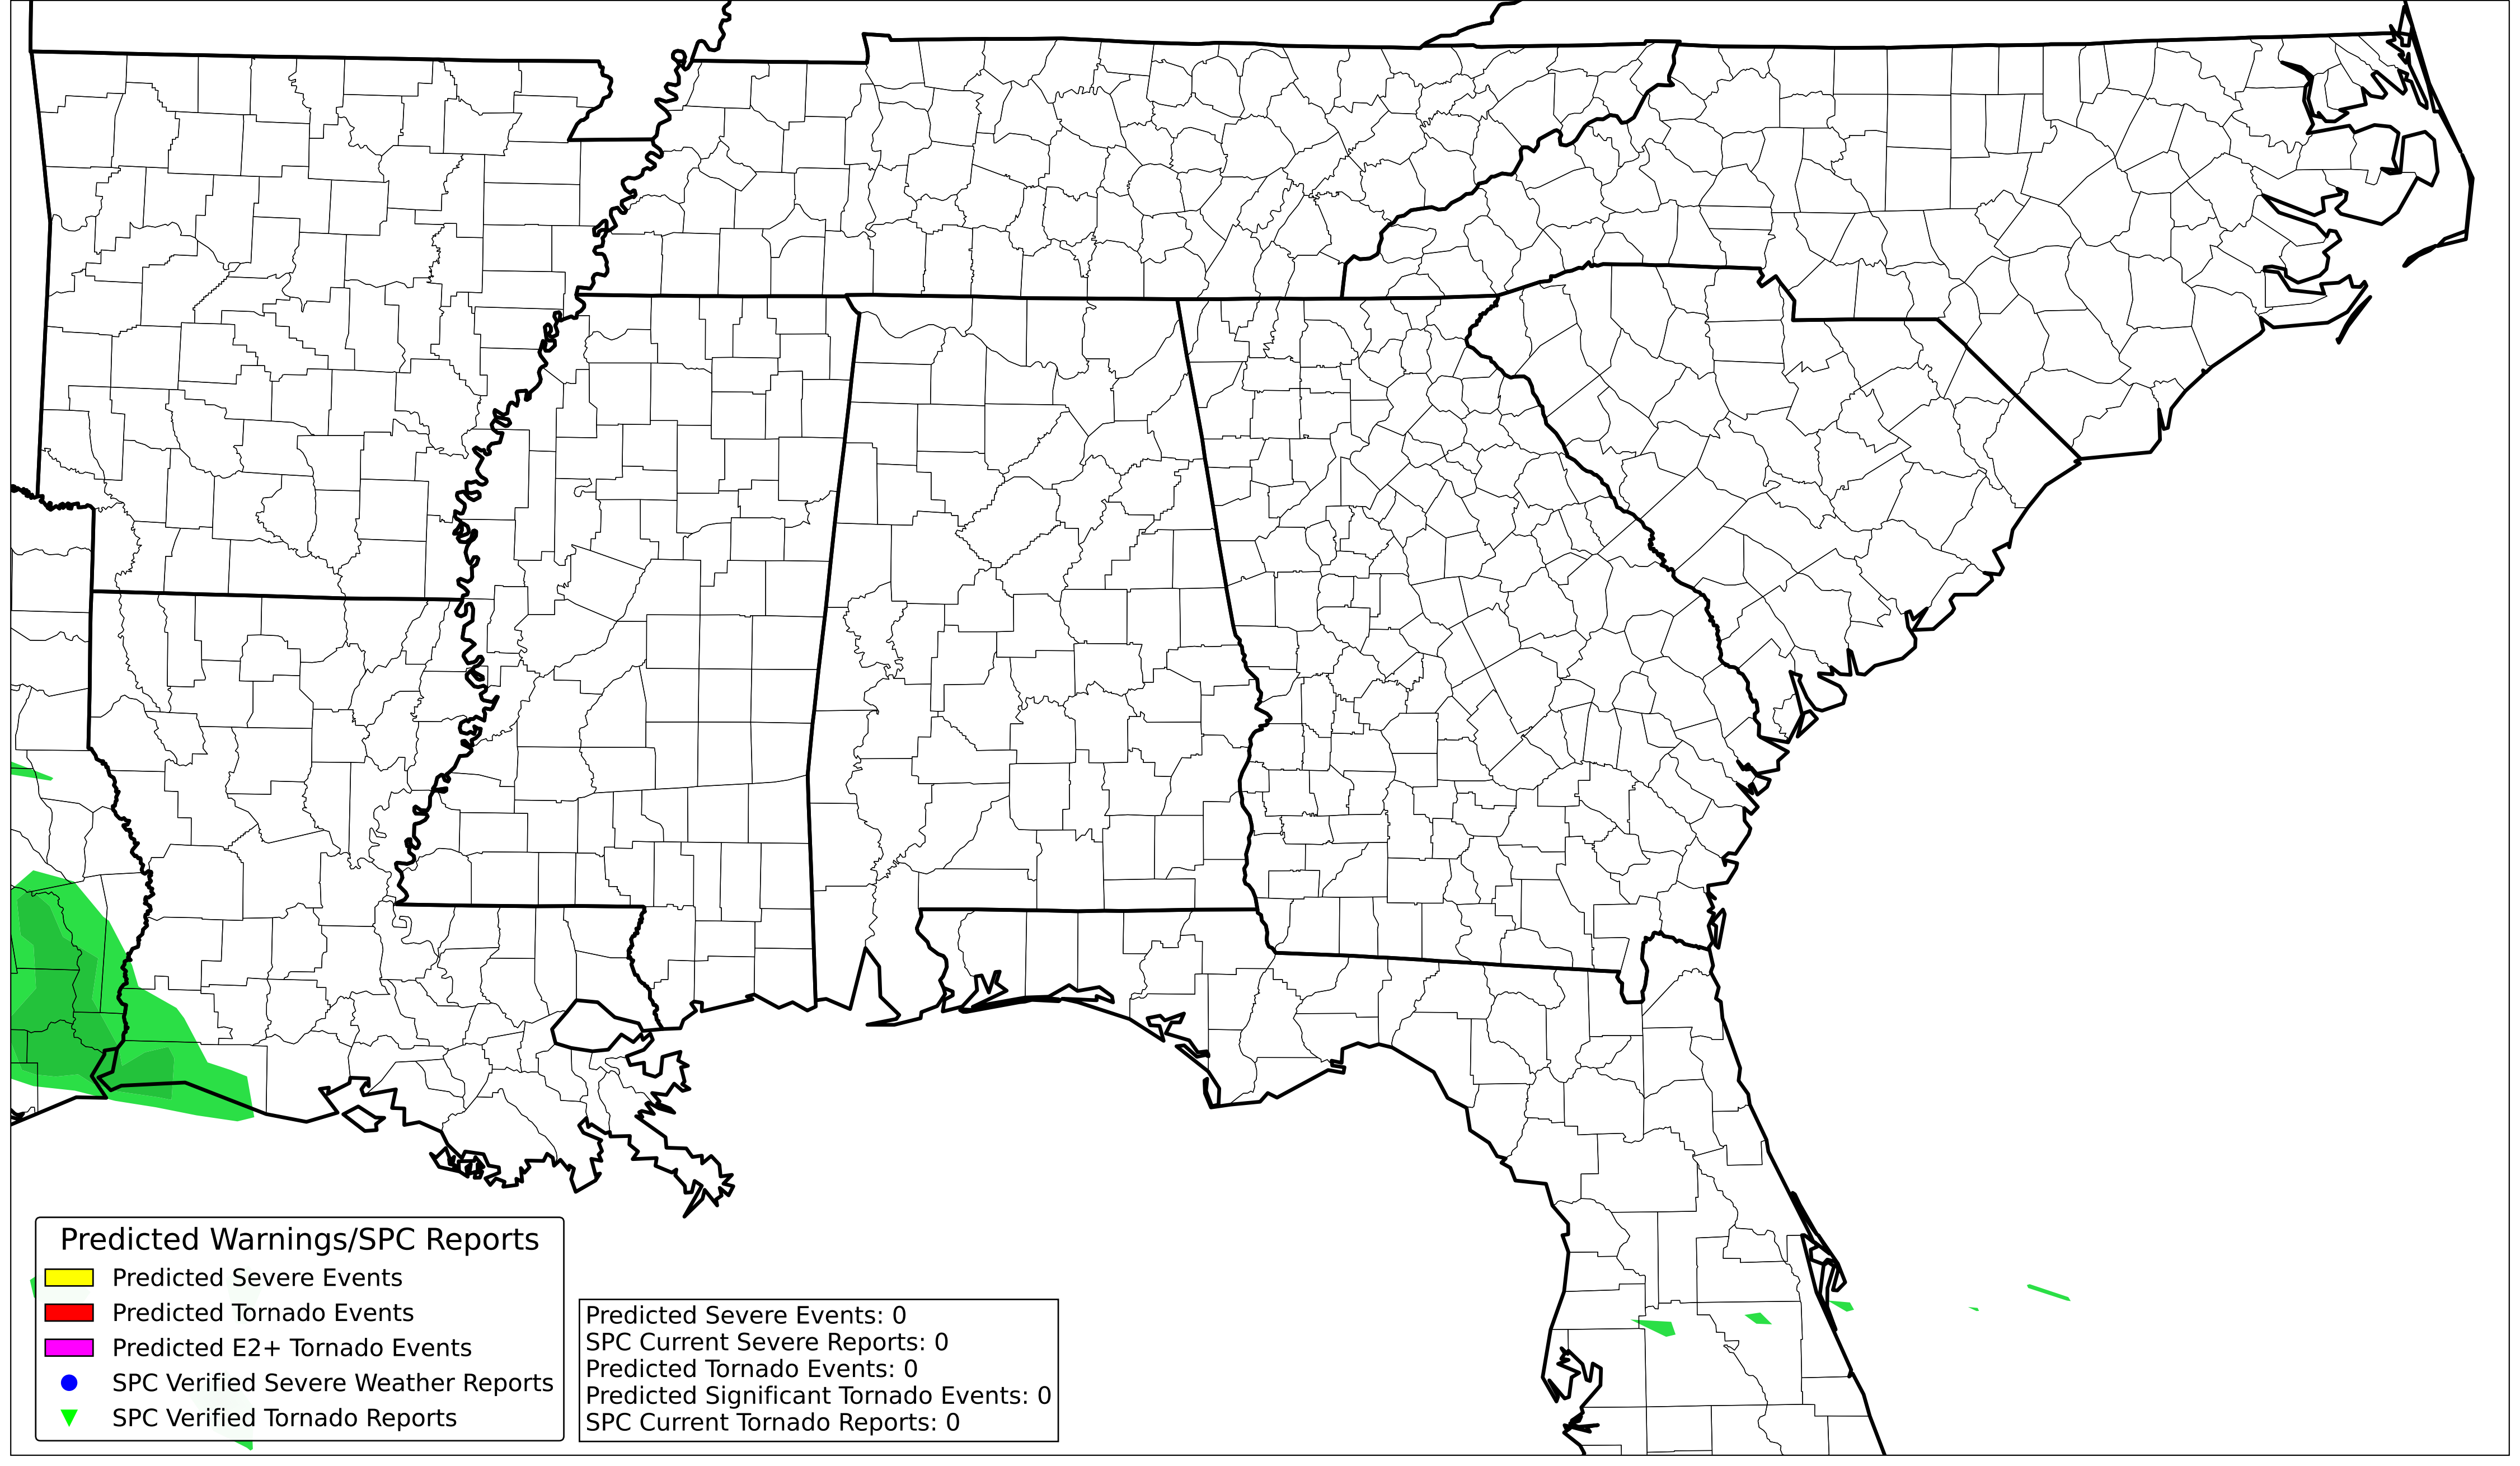 Predicted Warnings/SPC Reports
Predicted Severe Events
Predicted Tornado Events
Predicted E2+ Tornado Events
SPC Verified Severe Weather Reports
SPC Verified Tornado Reports
Predicted Severe Events: 0
SPC Current Severe Reports: 0
Predicted Tornado Events: 0
Predicted Significant Tornado Events: 0
SPC Current Tornado Reports: 0